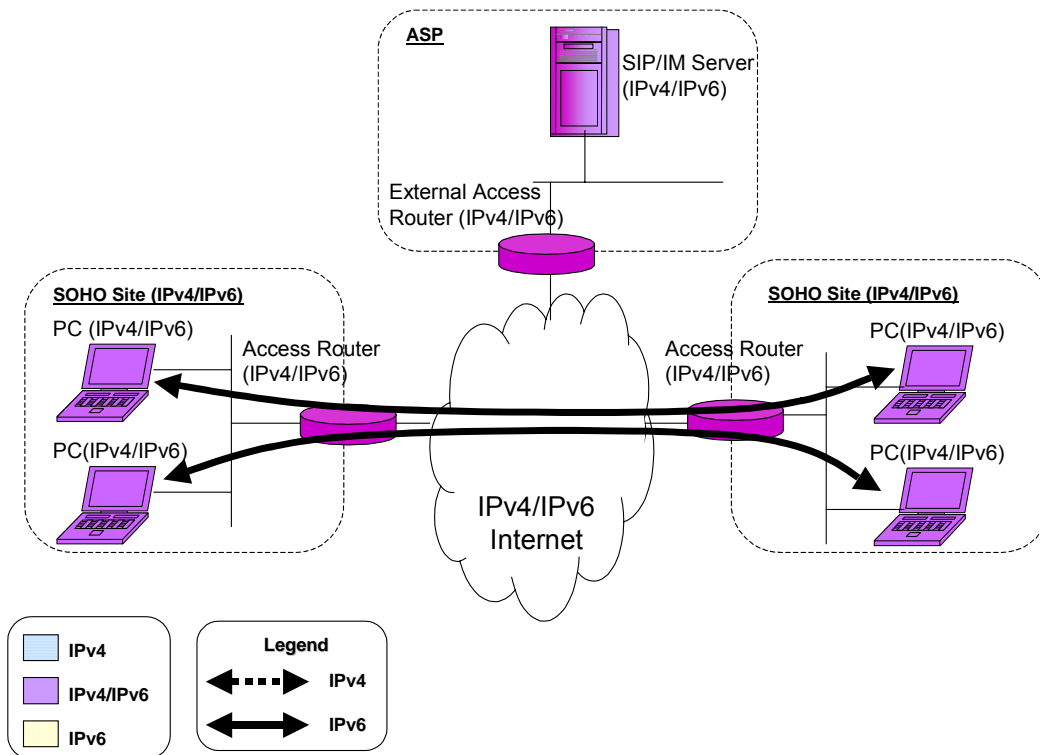 ASP
SIP/IM Server
(IPv4/IPv6)
External Access
Router (IPv4/IPv6)
SOHO Site (IPv4/IPv6)
PC (IPv4/IPv6)
Access Router
(IPv4/IPv6)
PC(IPv4/IPv6)
SOHO Site (IPv4/IPv6)
PC(IPv4/IPv6)
Access Router
(IPv4/IPv6)
PC(IPv4/IPv6)
IPv4/IPv6
Internet
IPv4
IPv4/IPv6
IPv6
Legend
IPv4
IPv6